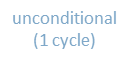 unconditional
(1 cycle)